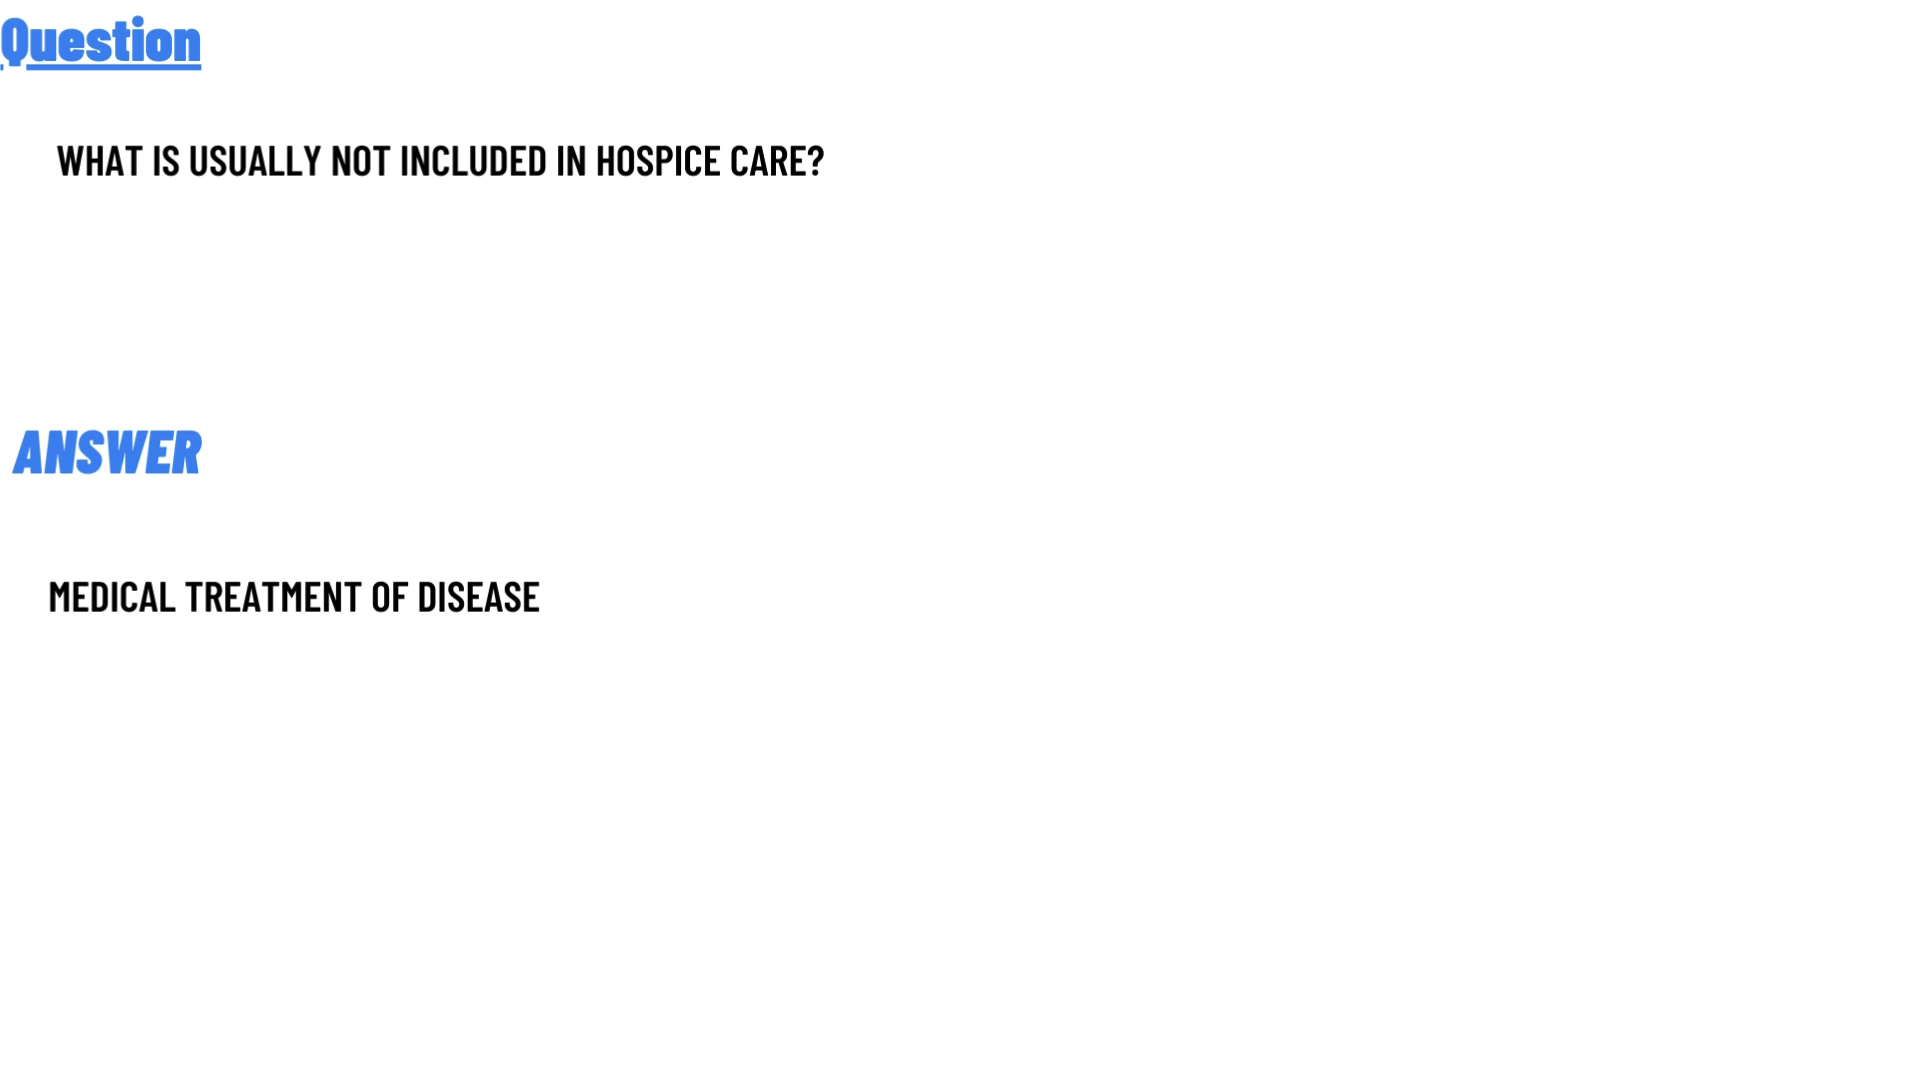 Question
WHAT IS USUALLY NOT INCLUDED IN HOSPICE CARE?
ANSWER
MEDICAL TREATMENT OF DISEASE